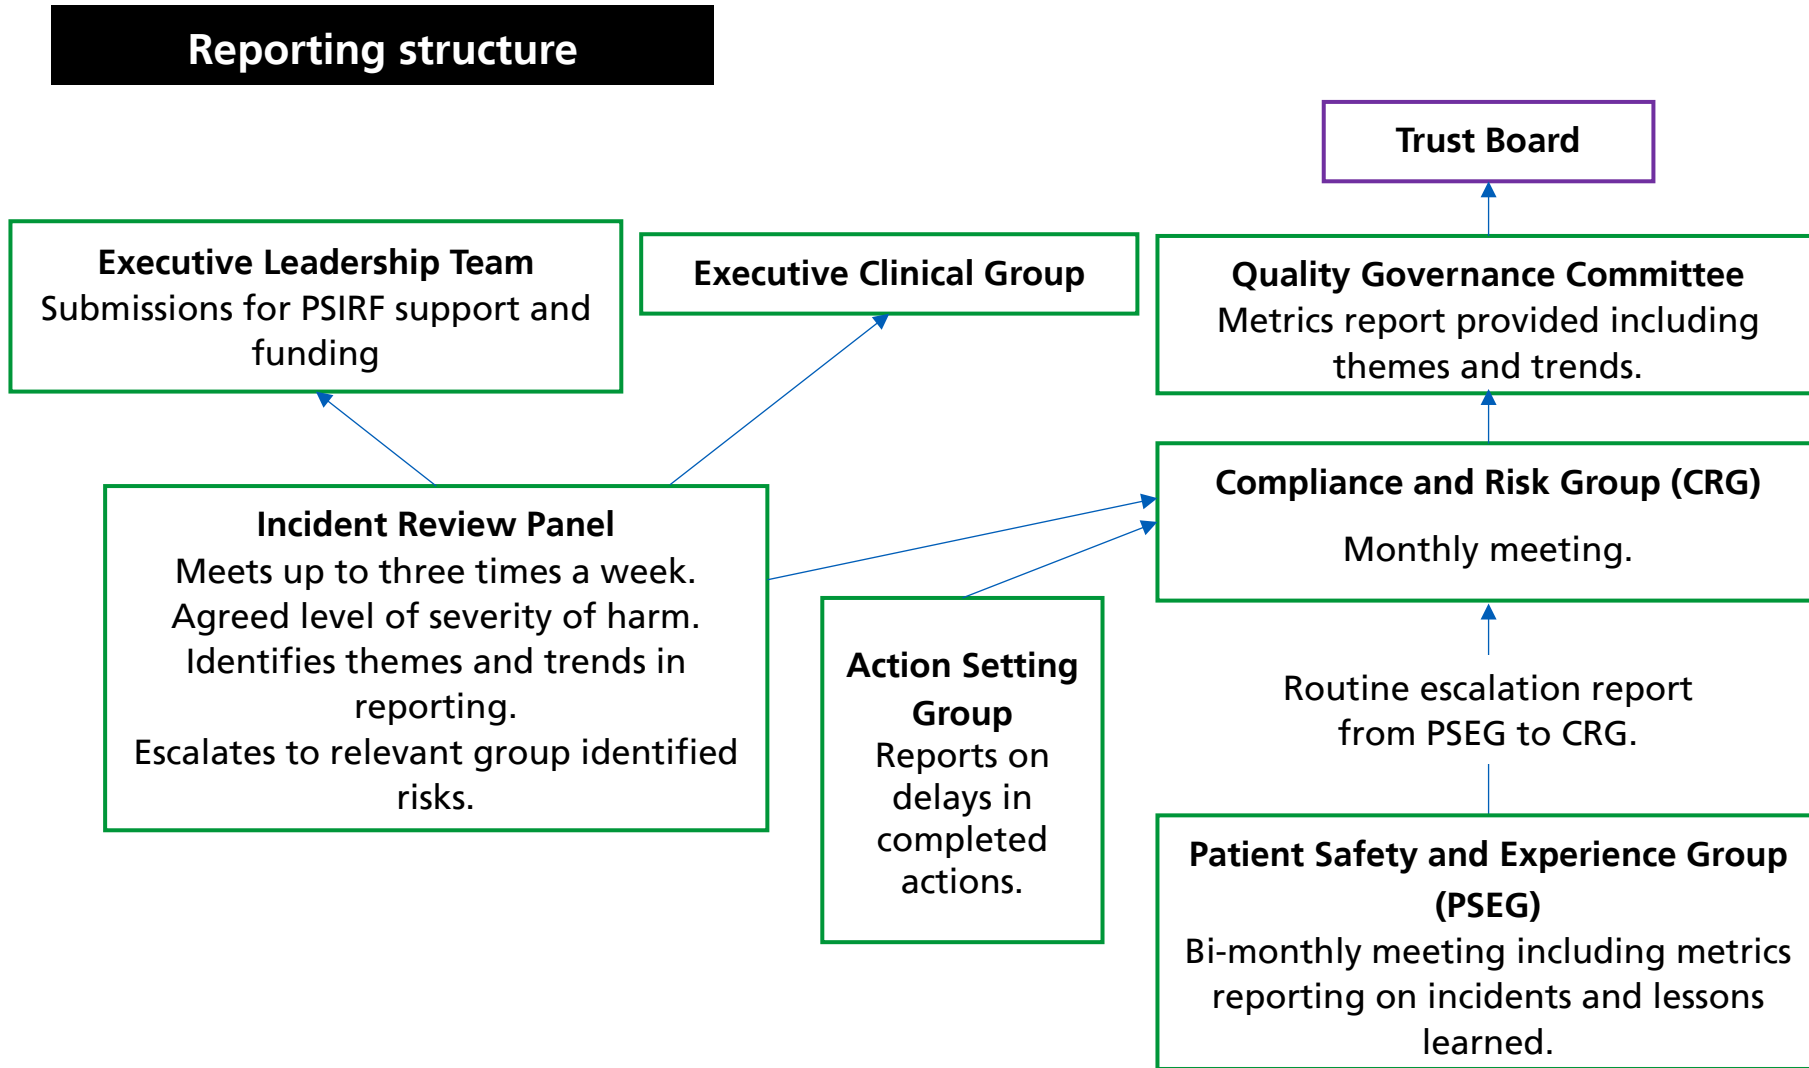 Reporting structure
Trust Board
Executive Leadership Team
Submissions for PSIRF support and
funding
Executive Clinical Group
Quality Governance Committee
Metrics report provided including
themes and trends.
Incident Review Panel
Meets up to three times a week.
Agreed level of severity of harm.
Identifies themes and trends in
reporting.
Escalates to relevant group identified
risks.
Action Setting
Group
Reports on
delays in
completed
actions.
Compliance and Risk Group (CRG)
Monthly meeting.
Routine escalation report
from PSEG to CRG.
Patient Safety and Experience Group
(PSEG)
Bi-monthly meeting including metrics
reporting on incidents and lessons
learned.